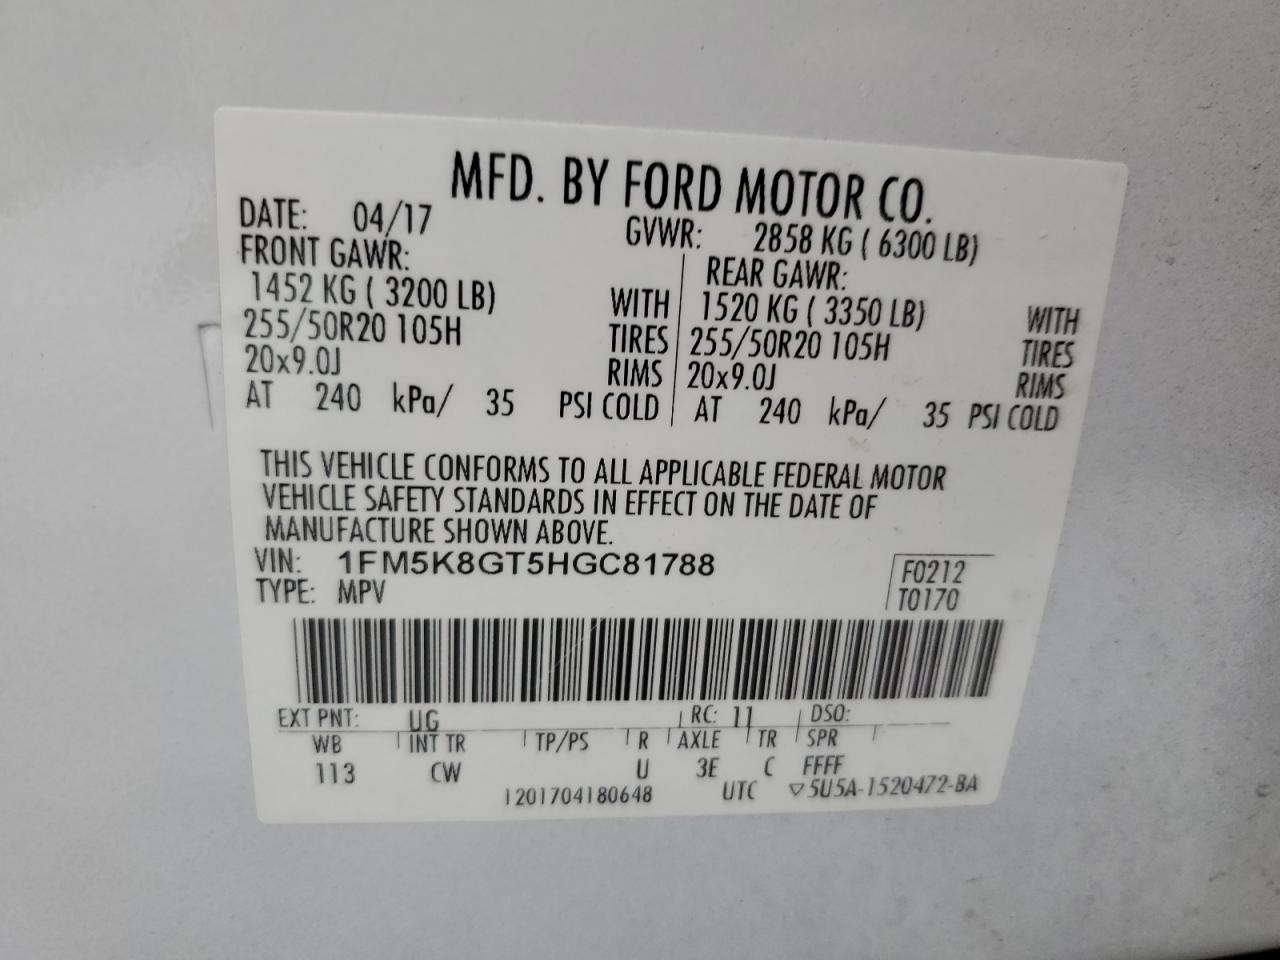 MFD. BY FORD MOTOR CO.
DATE: 04/17 GVWR: 2858 KG ( 6300 LB)
FRONT GAWR: REAR GAWR:
1452 KG ( 3200 LB) WITH 1520 KG ( 3350 LB) WITH
255/50R20 105H TIRES 255/50R20 105H TIRES
20x9.0J RIMS 20x9.0J RIMS
AT 240 kPa/ 35 PSI COLD AT 240 kPa/ 35 PSI COLD
THIS VEHICLE CONFORMS TO ALL APPLICABLE FEDERAL MOTOR
VEHICLE SAFETY STANDARDS IN EFFECT ON THE DATE OF
MANUFACTURE SHOWN ABOVE.
VIN: 1FM5K8GT5HGC81788 F0212
TYPE: MPV T0170
EXT PNT: UG RC: 11 DSO:
WB INT TR TP/PS R AXLE TR SPR
113 CW U 3E C FFFF
1201704180648 UTC ▽5U5A-1520472-BA